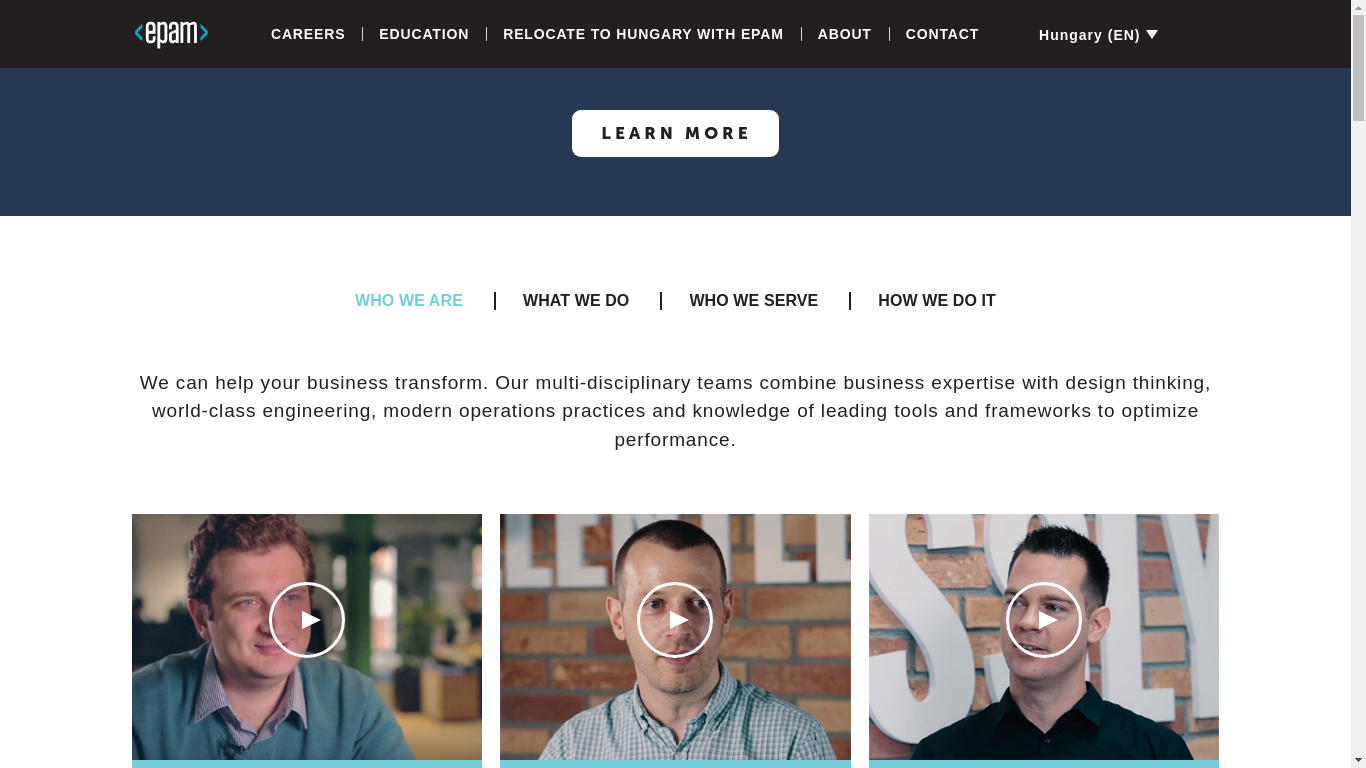 <epam>
CAREERS
EDUCATION
RELOCATE TO HUNGARY WITH EPAM
ABOUT
CONTACT
Hungary (EN)
LEARN MORE
WHO WE ARE
WHAT WE DO
WHO WE SERVE
HOW WE DO IT
We can help your business transform. Our multi-disciplinary teams combine business expertise with design thinking,
world-class engineering, modern operations practices and knowledge of leading tools and frameworks to optimize
performance.